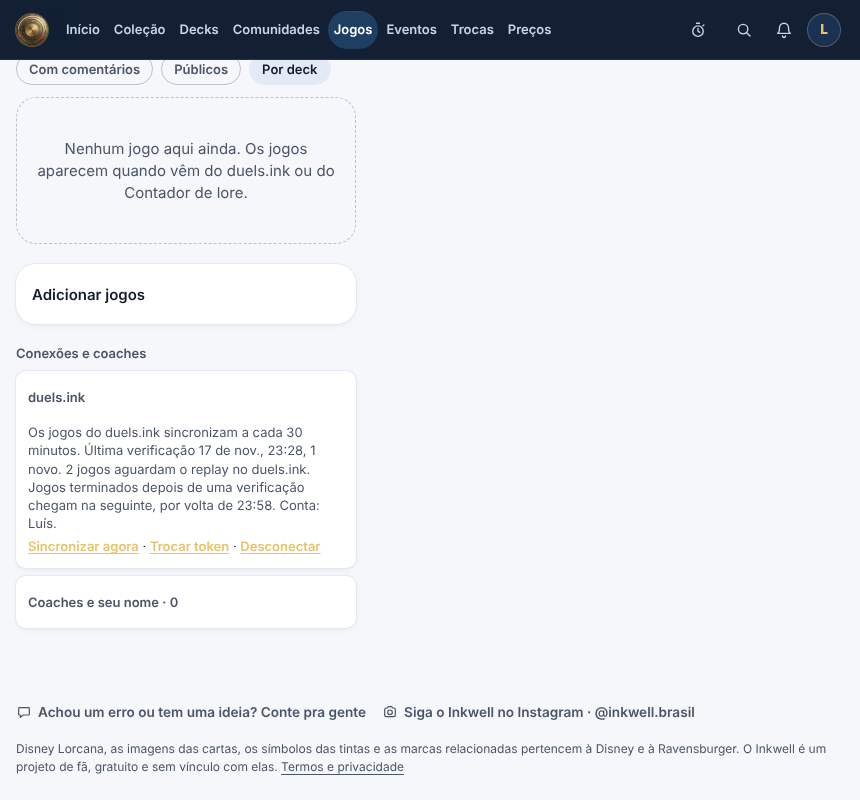 Início Coleção Decks Comunidades Jogos Eventos Trocas Preços L
Com comentários Públicos Por deck
Nenhum jogo aqui ainda. Os jogos
aparecem quando vêm do duels.ink ou do
Contador de lore.
Adicionar jogos
Conexões e coaches
duels.ink
Os jogos do duels.ink sincronizam a cada 30
minutos. Última verificação 17 de nov., 23:28, 1
novo. 2 jogos aguardam o replay no duels.ink.
Jogos terminados depois de uma verificação
chegam na seguinte, por volta de 23:58. Conta:
Luís.
Sincronizar agora · Trocar token · Desconectar
Coaches e seu nome · 0
Achou um erro ou tem uma ideia? Conte pra gente Siga o Inkwell no Instagram · @inkwell.brasil
Disney Lorcana, as imagens das cartas, os símbolos das tintas e as marcas relacionadas pertencem à Disney e à Ravensburger. O Inkwell é um
projeto de fã, gratuito e sem vínculo com elas. Termos e privacidade